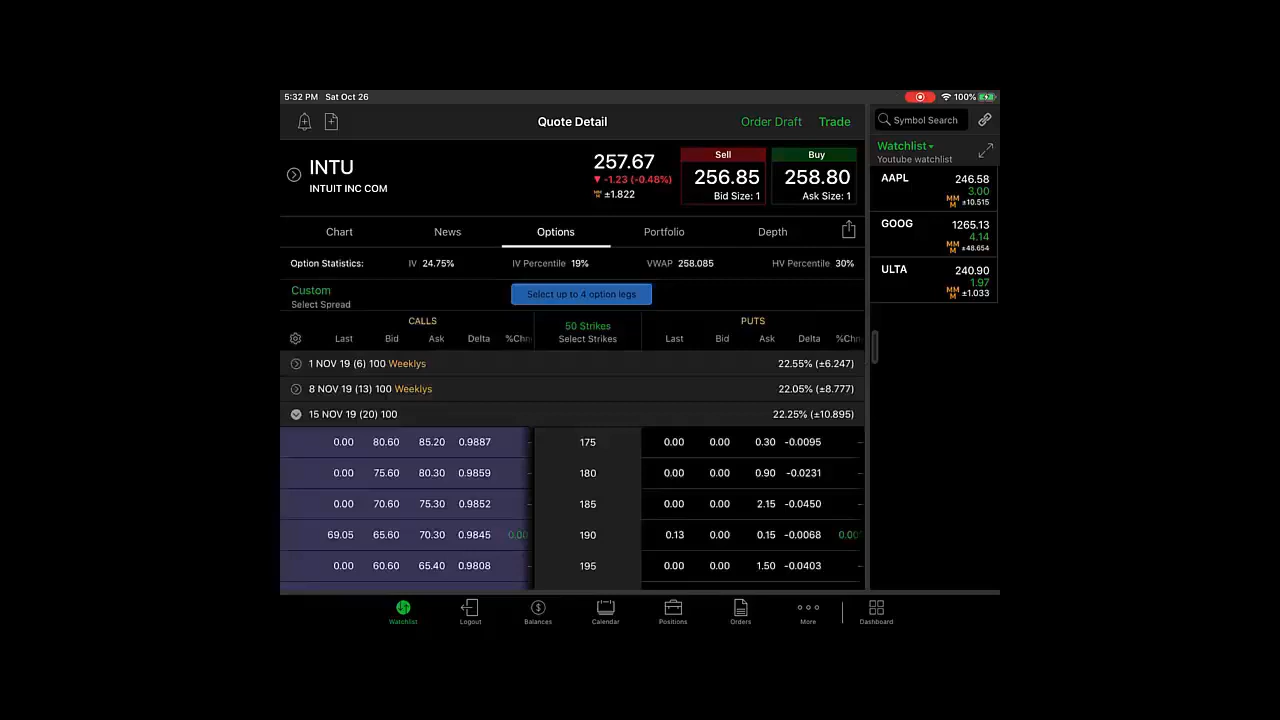 5:32 PM Sat Oct 26 100%
Quote Detail
Order Draft Trade
Symbol Search
Watchlist
Youtube watchlist
INTU
INTUIT INC COM
257.67
-1.23 (-0.48%)
MM M ±1.822
Sell
256.85
Bid Size: 1
Buy
258.80
Ask Size: 1
AAPL 246.58
3.00
MM M ±10.515
GOOG 1265.13
4.14
MM M ±48.654
ULTA 240.90
1.97
MM M ±1.033
Chart News Options Portfolio Depth
Option Statistics: IV 24.75% IV Percentile 19% VWAP 258.085 HV Percentile 30%
Custom
Select Spread
Select up to 4 option legs
CALLS 50 Strikes PUTS
Last Bid Ask Delta %Chn Select Strikes Last Bid Ask Delta %Chn
1 NOV 19 (6) 100 Weeklys 22.55% (±6.247)
8 NOV 19 (13) 100 Weeklys 22.05% (±8.777)
15 NOV 19 (20) 100 22.25% (±10.895)
0.00 80.60 85.20 0.9887 175 0.00 0.00 0.30 -0.0095
0.00 75.60 80.30 0.9859 180 0.00 0.00 0.90 -0.0231
0.00 70.60 75.30 0.9852 185 0.00 0.00 2.15 -0.0450
69.05 65.60 70.30 0.9845 0.00 190 0.13 0.00 0.15 -0.0068 0.00
0.00 60.60 65.40 0.9808 195 0.00 0.00 1.50 -0.0403
Watchlist Logout Balances Calendar Positions Orders More Dashboard